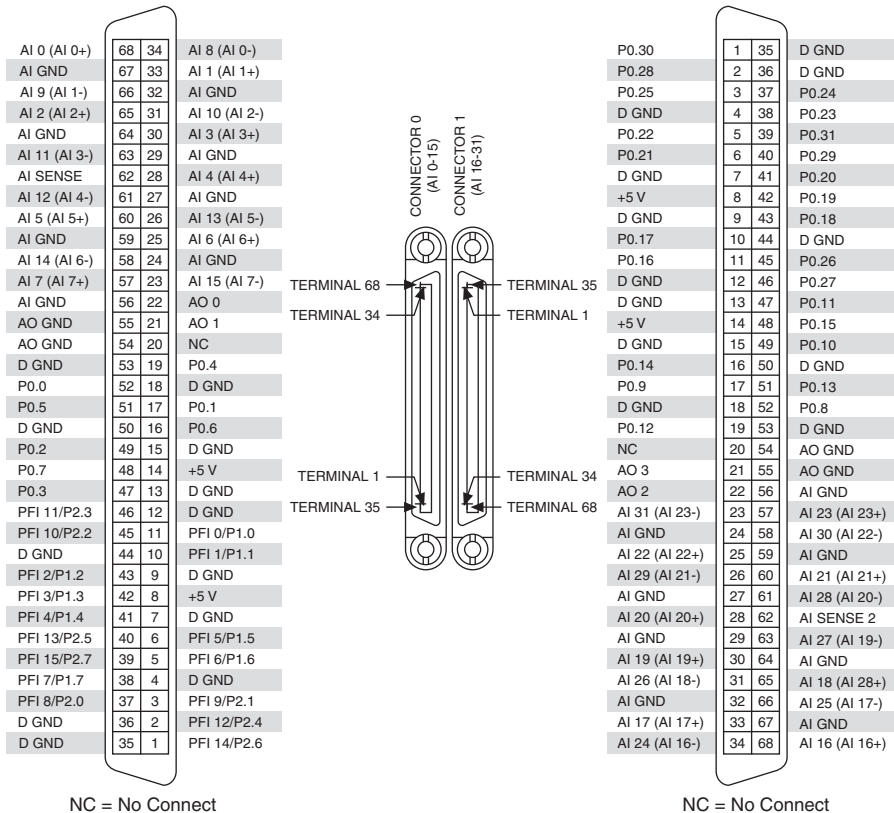 AI 0 (AI 0+) 68 34 AI 8 (AI 0-)
AI GND 67 33 AI 1 (AI 1+)
AI 9 (AI 1-) 66 32 AI GND
AI 2 (AI 2+) 65 31 AI 10 (AI 2-)
AI GND 64 30 AI 3 (AI 3+)
AI 11 (AI 3-) 63 29 AI GND
AI SENSE 62 28 AI 4 (AI 4+)
AI 12 (AI 4-) 61 27 AI GND
AI 5 (AI 5+) 60 26 AI 13 (AI 5-)
AI GND 59 25 AI 6 (AI 6+)
AI 14 (AI 6-) 58 24 AI GND
AI 7 (AI 7+) 57 23 AI 15 (AI 7-)
AI GND 56 22 AO 0
AO GND 55 21 AO 1
AO GND 54 20 NC
D GND 53 19 P0.4
P0.0 52 18 D GND
P0.5 51 17 P0.1
D GND 50 16 P0.6
P0.2 49 15 D GND
P0.7 48 14 +5 V
P0.3 47 13 D GND
PFI 11/P2.3 46 12 D GND
PFI 10/P2.2 45 11 PFI 0/P1.0
D GND 44 10 PFI 1/P1.1
PFI 2/P1.2 43 9 D GND
PFI 3/P1.3 42 8 +5 V
PFI 4/P1.4 41 7 D GND
PFI 13/P2.5 40 6 PFI 5/P1.5
PFI 15/P2.7 39 5 PFI 6/P1.6
PFI 7/P1.7 38 4 D GND
PFI 8/P2.0 37 3 PFI 9/P2.1
D GND 36 2 PFI 12/P2.4
D GND 35 1 PFI 14/P2.6
NC = No Connect
CONNECTOR 0
(AI 0-15)
CONNECTOR 1
(AI 16-31)
TERMINAL 68
TERMINAL 34
TERMINAL 35
TERMINAL 1
TERMINAL 1
TERMINAL 35
TERMINAL 34
TERMINAL 68
P0.30 1 35 D GND
P0.28 2 36 D GND
P0.25 3 37 P0.24
D GND 4 38 P0.23
P0.22 5 39 P0.31
P0.21 6 40 P0.29
D GND 7 41 P0.20
+5 V 8 42 P0.19
D GND 9 43 P0.18
P0.17 10 44 D GND
P0.16 11 45 P0.26
D GND 12 46 P0.27
D GND 13 47 P0.11
+5 V 14 48 P0.15
D GND 15 49 P0.10
P0.14 16 50 D GND
P0.9 17 51 P0.13
D GND 18 52 P0.8
P0.12 19 53 D GND
NC 20 54 AO GND
AO 3 21 55 AO GND
AO 2 22 56 AI GND
AI 31 (AI 23-) 23 57 AI 23 (AI 23+)
AI GND 24 58 AI 30 (AI 22-)
AI 22 (AI 22+) 25 59 AI GND
AI 29 (AI 21-) 26 60 AI 21 (AI 21+)
AI GND 27 61 AI 28 (AI 20-)
AI 20 (AI 20+) 28 62 AI SENSE 2
AI GND 29 63 AI 27 (AI 19-)
AI 19 (AI 19+) 30 64 AI GND
AI 26 (AI 18-) 31 65 AI 18 (AI 28+)
AI GND 32 66 AI 25 (AI 17-)
AI 17 (AI 17+) 33 67 AI GND
AI 24 (AI 16-) 34 68 AI 16 (AI 16+)
NC = No Connect